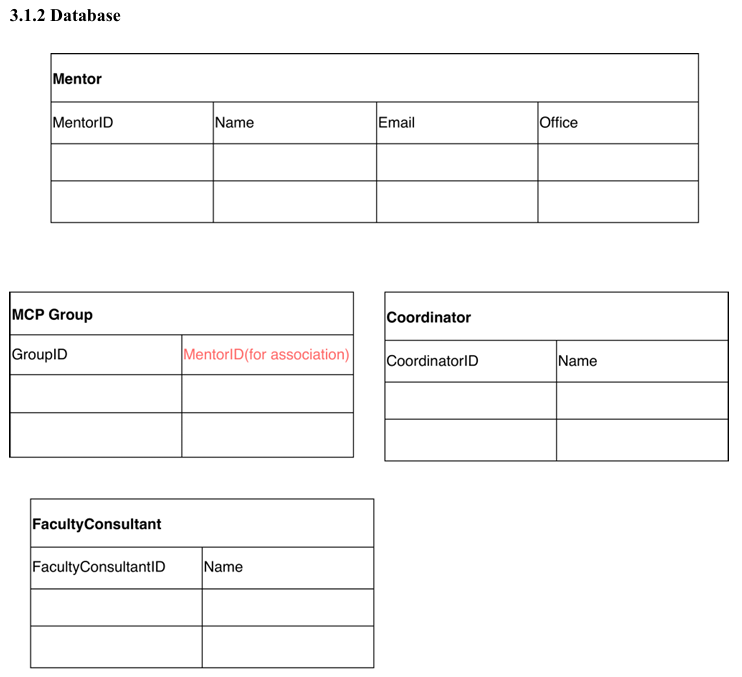 3.1.2 Database
Mentor
MentorID Name Email Office
MCP Group
GroupID MentorID(for association)
Coordinator
CoordinatorID Name
FacultyConsultant
FacultyConsultantID Name